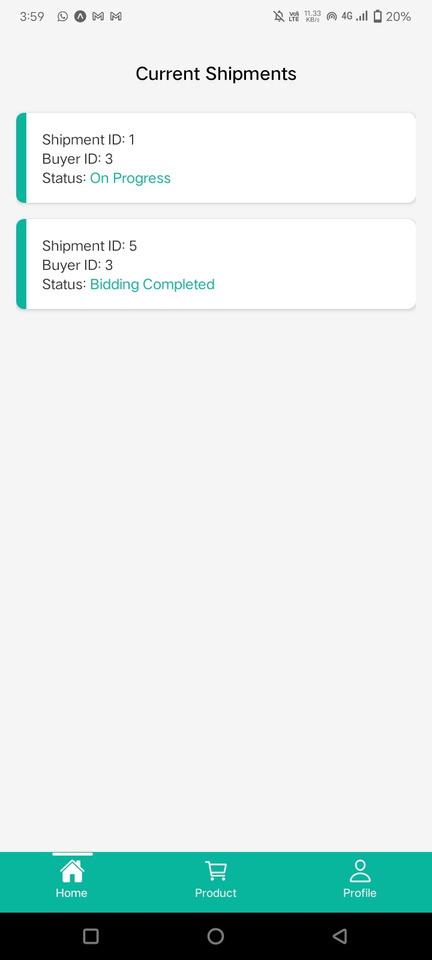 3:59
Vo) LTE
11.33 KB/s
4G
20%
Current Shipments
Shipment ID: 1
Buyer ID: 3
Status: On Progress
Shipment ID: 5
Buyer ID: 3
Status: Bidding Completed
Home
Product
Profile